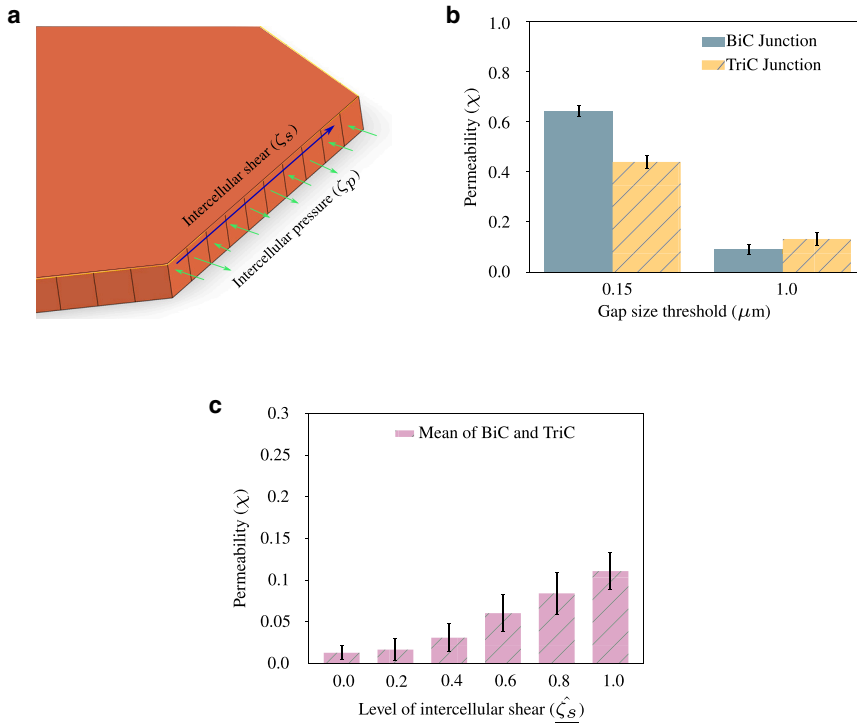 a
Intercellular shear (ζs)
Intercellular pressure (ζp)
b
1.0
0.8
0.6
0.4
0.2
0.0
Permeability (χ)
BiC Junction
TriC Junction
0.15
1.0
Gap size threshold (μm)
c
0.3
0.2
0.15
0.1
0.05
0.0
Permeability (χ)
Mean of BiC and TriC
0.0 0.2 0.4 0.6 0.8 1.0
Level of intercellular shear (ζ̂s)